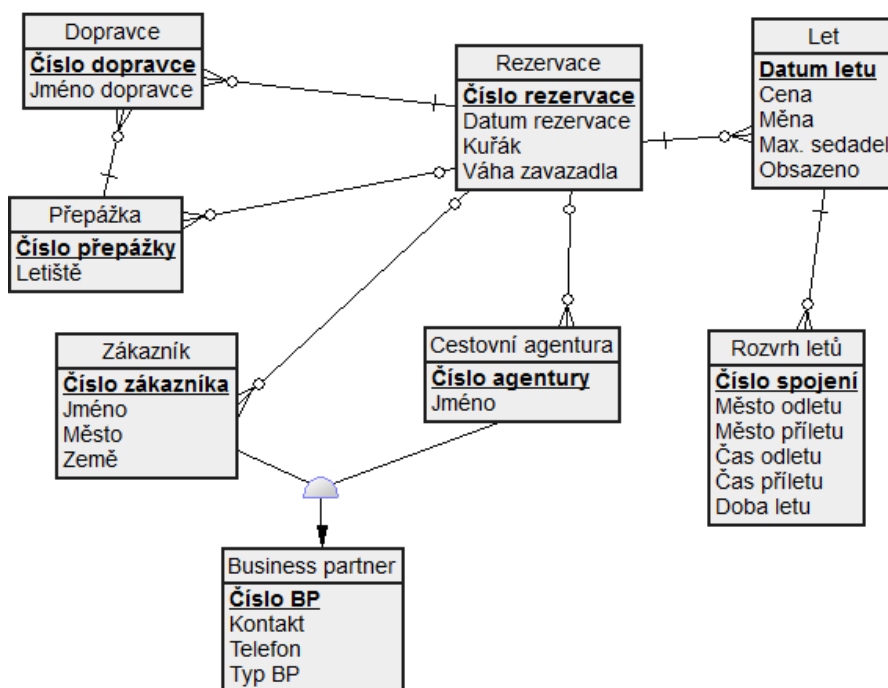 Dopravce
Číslo dopravce
Jméno dopravce
Rezervace
Číslo rezervace
Datum rezervace
Kuřák
Váha zavazadla
Let
Datum letu
Cena
Měna
Max. sedadel
Obsazeno
Přepážka
Číslo přepážky
Letiště
Zákazník
Číslo zákazníka
Jméno
Město
Země
Cestovní agentura
Číslo agentury
Jméno
Rozvrh letů
Číslo spojení
Město odletu
Město příletu
Čas odletu
Čas příletu
Doba letu
Business partner
Číslo BP
Kontakt
Telefon
Typ BP